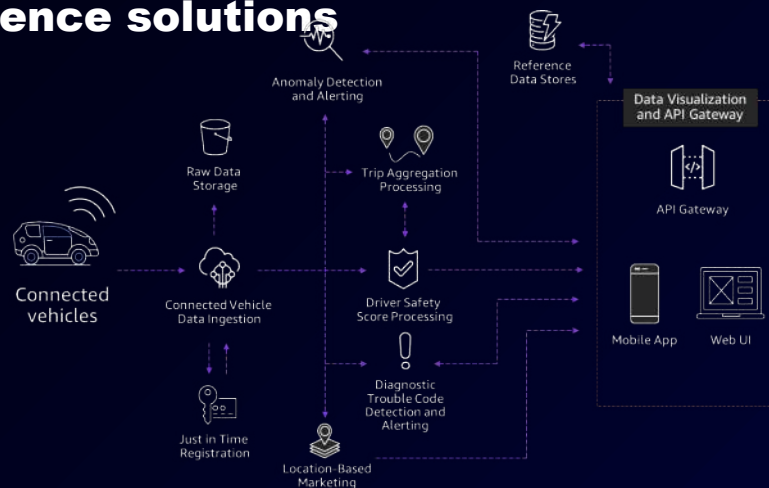 ence solutions
Anomaly Detection
and Alerting
Reference
Data Stores
Data Visualization
and API Gateway
Raw Data
Storage
Trip Aggregation
Processing
API Gateway
Connected
vehicles
Connected Vehicle
Data Ingestion
Driver Safety
Score Processing
Mobile App
Web UI
Diagnostic
Trouble Code
Detection and
Alerting
Just in Time
Registration
Location-Based
Marketing